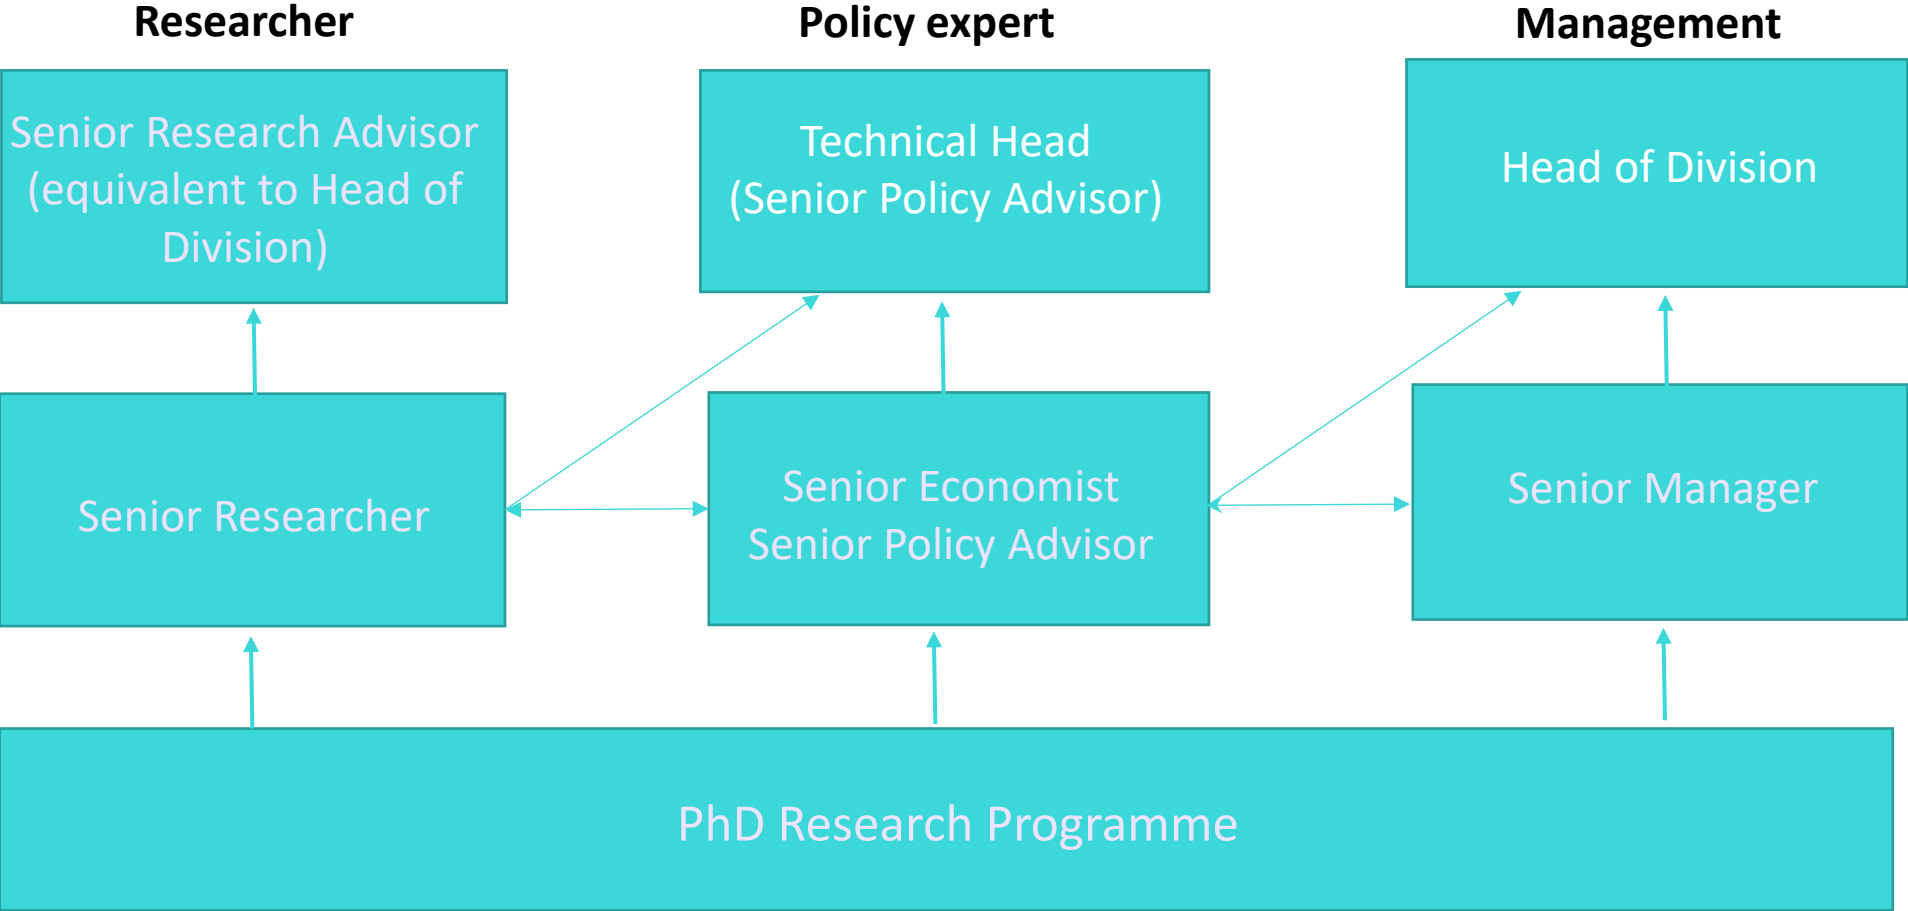 Researcher
Policy expert
Management
Senior Research Advisor
(equivalent to Head of
Division)
Technical Head
(Senior Policy Advisor)
Head of Division
Senior Researcher
Senior Economist
Senior Policy Advisor
Senior Manager
PhD Research Programme